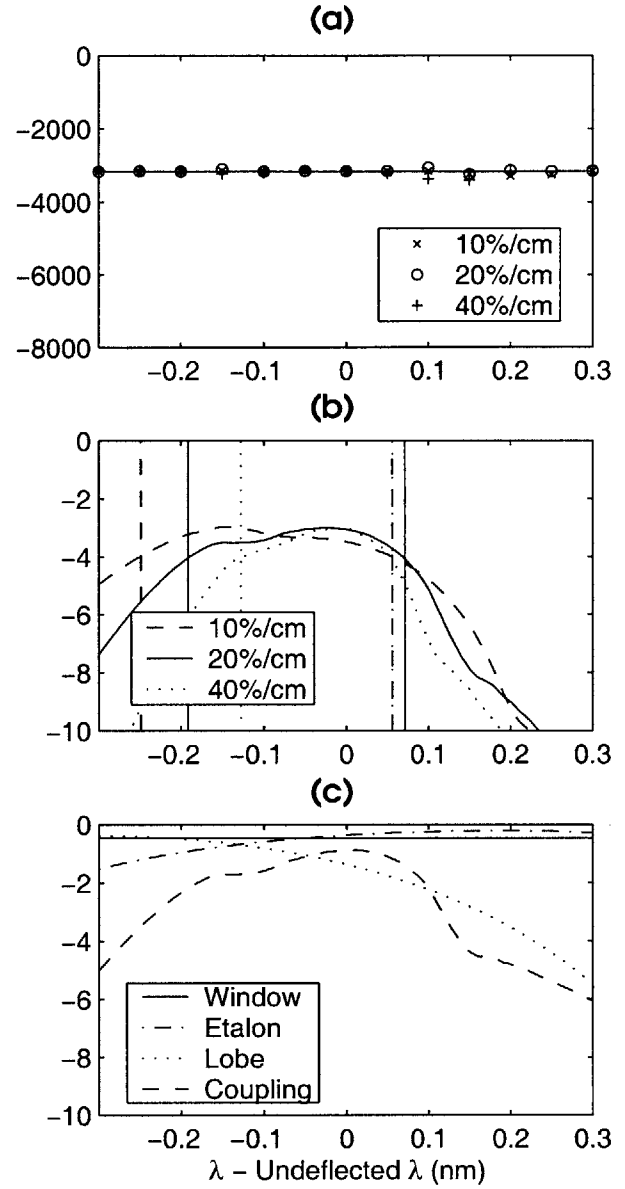 (a)
0
−2000
−4000
−6000
−8000
10%/cm
20%/cm
40%/cm
−0.2 −0.1 0 0.1 0.2 0.3
(b)
0
−2
−4
−6
−8
−10
10%/cm
20%/cm
40%/cm
−0.2 −0.1 0 0.1 0.2 0.3
(c)
0
−2
−4
−6
−8
−10
Window
Etalon
Lobe
Coupling
−0.2 −0.1 0 0.1 0.2 0.3
λ − Undeflected λ (nm)